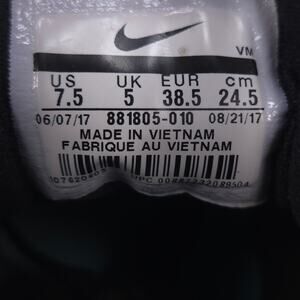 VM
US UK EUR cm
7.5 5 38.5 24.5
06/07/17 881805-010 08/21/17
MADE IN VIETNAM
FABRIQUE AU VIETNAM
UPC